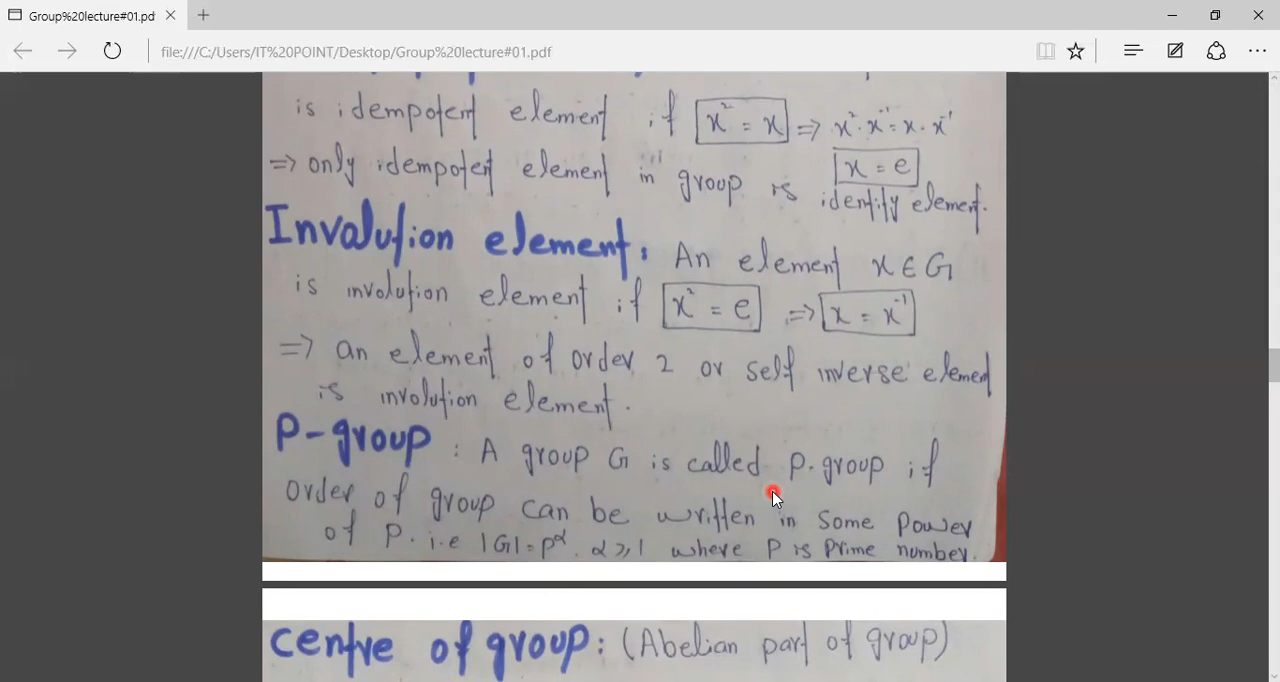 Group%20lecture#01.pd
file:///C:/Users/IT%20POINT/Desktop/Group%20lecture#01.pdf
is idempotent element if x² = x => x²·x⁻¹ = x·x⁻¹
=> only idempotent element in group is identity element.
x = e
Invalution element: An element x ∈ G
is involution element if x² = e => x = x⁻¹
=> an element of order 2 or self inverse element
is involution element.
P-group : A group G is called P-group if
order of group can be written in some power
of P. i.e |G| = p^α. α ≥ 1 where P is prime number.
centre of group: (Abelian part of group)